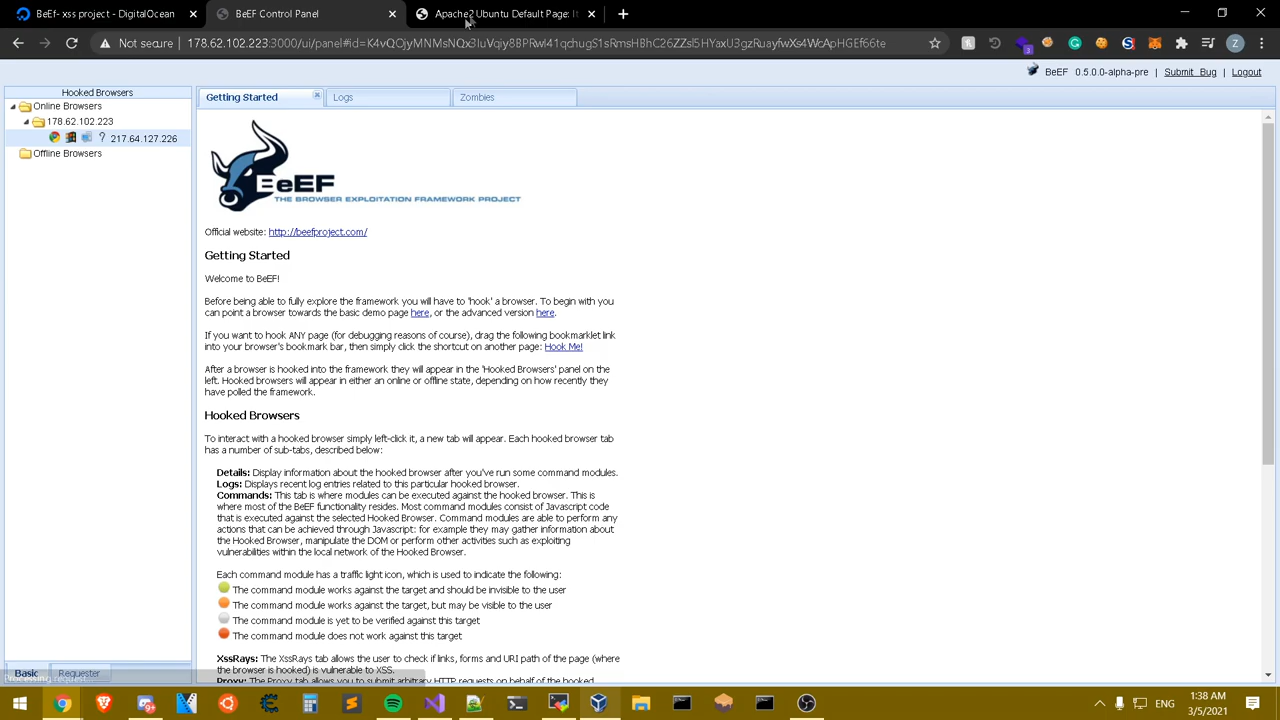 BeEF- xss project - DigitalOcean
BeEF Control Panel
Apache2 Ubuntu Default Page: It
Not secure | 178.62.102.223:3000/ui/panel#id=
Z
BeEF 0.5.0.0-alpha-pre | Submit Bug | Logout
Hooked Browsers
Getting Started
Logs
Zombies
Online Browsers
178.62.102.223
217.64.127.226
Offline Browsers
BeEF
THE BROWSER EXPLOITATION FRAMEWORK PROJECT
Official website: http://beefproject.com/
Getting Started
Welcome to BeEF!
Before being able to fully explore the framework you will have to 'hook' a browser. To begin with you
can point a browser towards the basic demo page here, or the advanced version here.
If you want to hook ANY page (for debugging reasons of course), drag the following bookmarklet link
into your browser's bookmark bar, then simply click the shortcut on another page: Hook Me!
After a browser is hooked into the framework they will appear in the 'Hooked Browsers' panel on the
left. Hooked browsers will appear in either an online or offline state, depending on how recently they
have polled the framework.
Hooked Browsers
To interact with a hooked browser simply left-click it, a new tab will appear. Each hooked browser tab
has a number of sub-tabs, described below:
Details: Display information about the hooked browser after you've run some command modules.
Logs: Displays recent log entries related to this particular hooked browser.
Commands: This tab is where modules can be executed against the hooked browser. This is
where most of the BeEF functionality resides. Most command modules consist of Javascript code
that is executed against the selected Hooked Browser. Command modules are able to perform any
actions that can be achieved through Javascript: for example they may gather information about
the Hooked Browser, manipulate the DOM or perform other activities such as exploiting
vulnerabilities within the local network of the Hooked Browser.
Each command module has a traffic light icon, which is used to indicate the following:
The command module works against the target and should be invisible to the user
The command module works against the target, but may be visible to the user
The command module is yet to be verified against this target
The command module does not work against this target
XssRays: The XssRays tab allows the user to check if links, forms and URI path of the page (where
the browser is hooked) is vulnerable to XSS.
Proxy: The Proxy tab allows you to submit arbitrary HTTP requests on behalf of the hooked
Basic
Requester
ENG
1:38 AM
3/5/2021